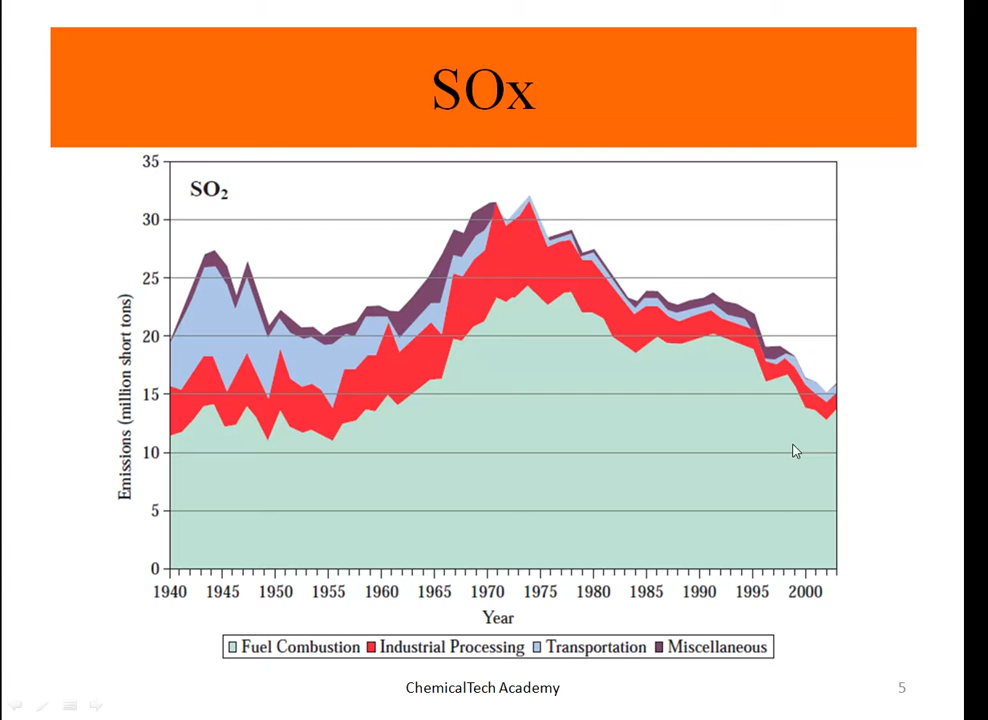 SOx
SO₂
35
30
25
20
15
10
5
0
Emissions (million short tons)
1940 1945 1950 1955 1960 1965 1970 1975 1980 1985 1990 1995 2000
Year
Fuel Combustion Industrial Processing Transportation Miscellaneous
ChemicalTech Academy 5